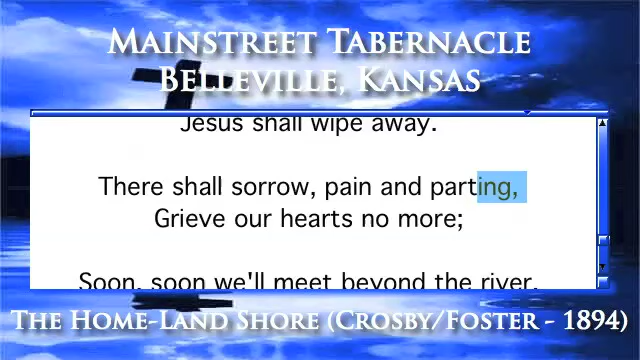 Mainstreet Tabernacle
Belleville, Kansas
Jesus shall wipe away.
There shall sorrow, pain and parting,
Grieve our hearts no more;
Soon, soon we'll meet beyond the river,
The Home-Land Shore (Crosby/Foster - 1894)